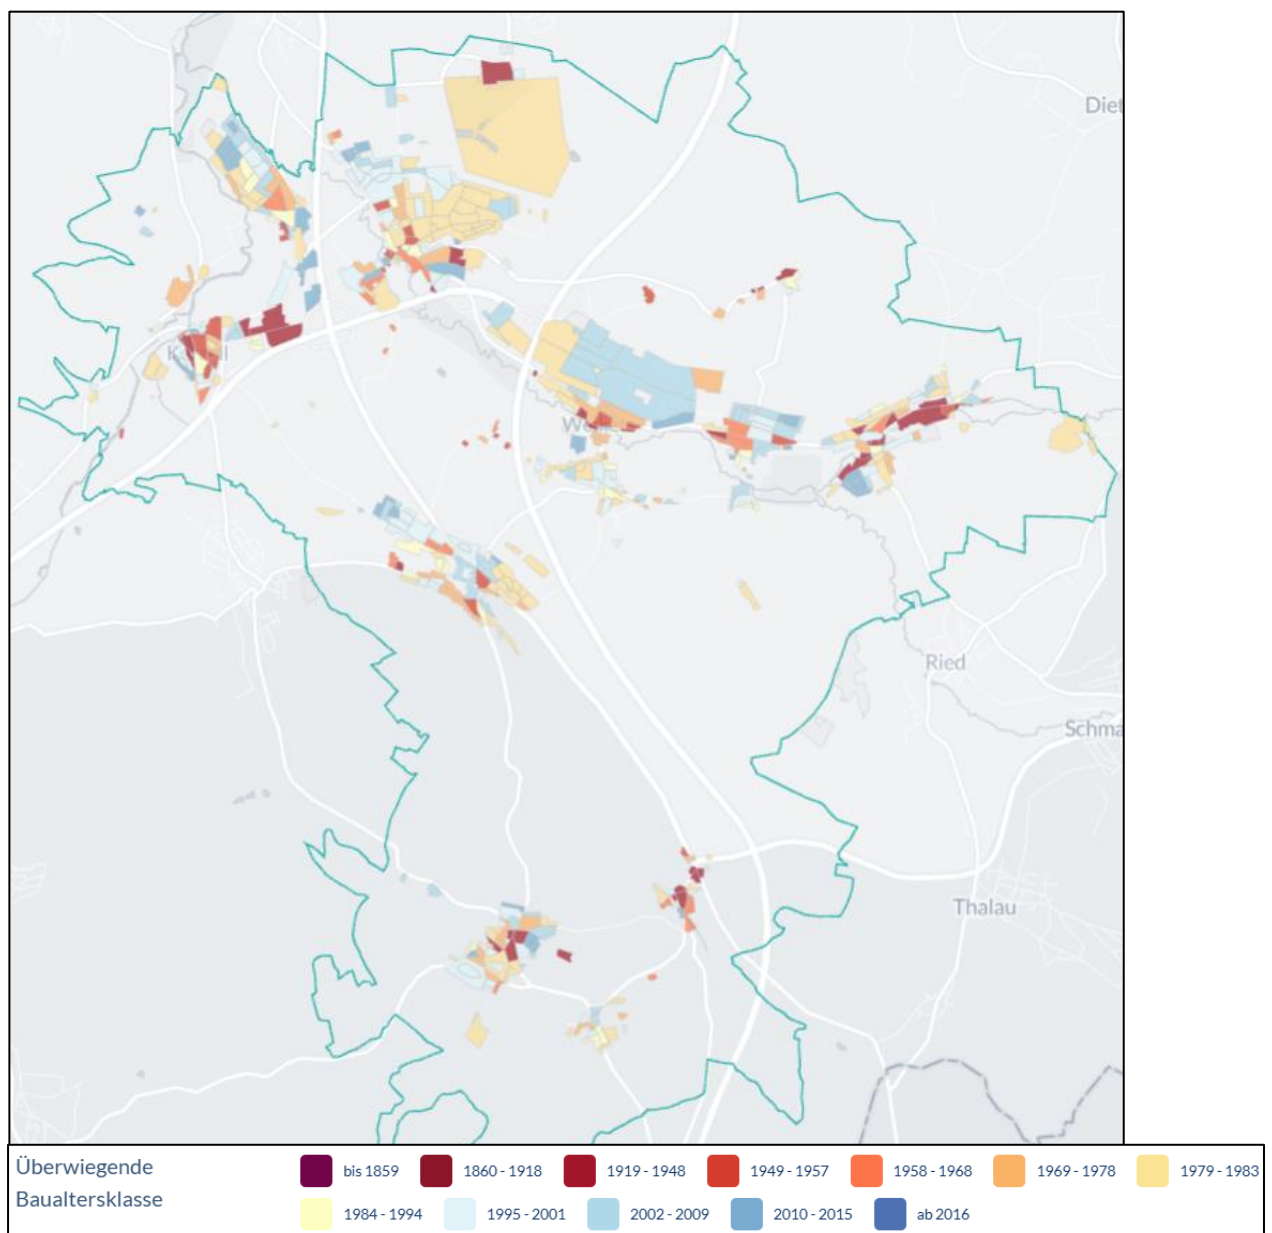 Diet
Ried
Schma
Thalau
Überwiegende
Baualtersklasse
bis 1859
1860 - 1918
1919 - 1948
1949 - 1957
1958 - 1968
1969 - 1978
1979 - 1983
1984 - 1994
1995 - 2001
2002 - 2009
2010 - 2015
ab 2016